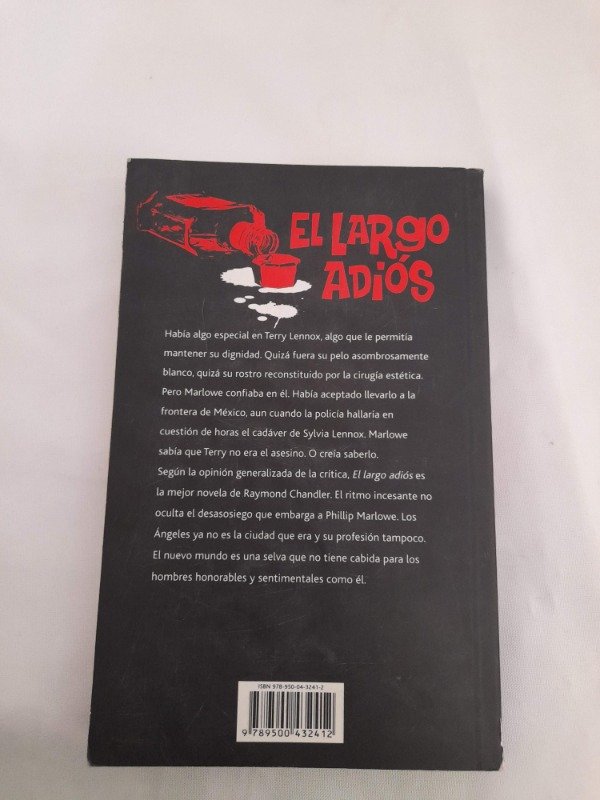 EL LARGO
ADIÓS
Había algo especial en Terry Lennox, algo que le permitía
mantener su dignidad. Quizá fuera su pelo asombrosamente
blanco, quizá su rostro reconstituido por la cirugía estética.
Pero Marlowe confiaba en él. Había aceptado llevarlo a la
frontera de México, aun cuando la policía hallaría en
cuestión de horas el cadáver de Sylvia Lennox. Marlowe
sabía que Terry no era el asesino. O creía saberlo.
Según la opinión generalizada de la crítica, El largo adiós es
la mejor novela de Raymond Chandler. El ritmo incesante no
oculta el desasosiego que embarga a Phillip Marlowe. Los
Ángeles ya no es la ciudad que era y su profesión tampoco.
El nuevo mundo es una selva que no tiene cabida para los
hombres honorables y sentimentales como él.
ISBN 978-950-04-3241-2
9 789500 432412